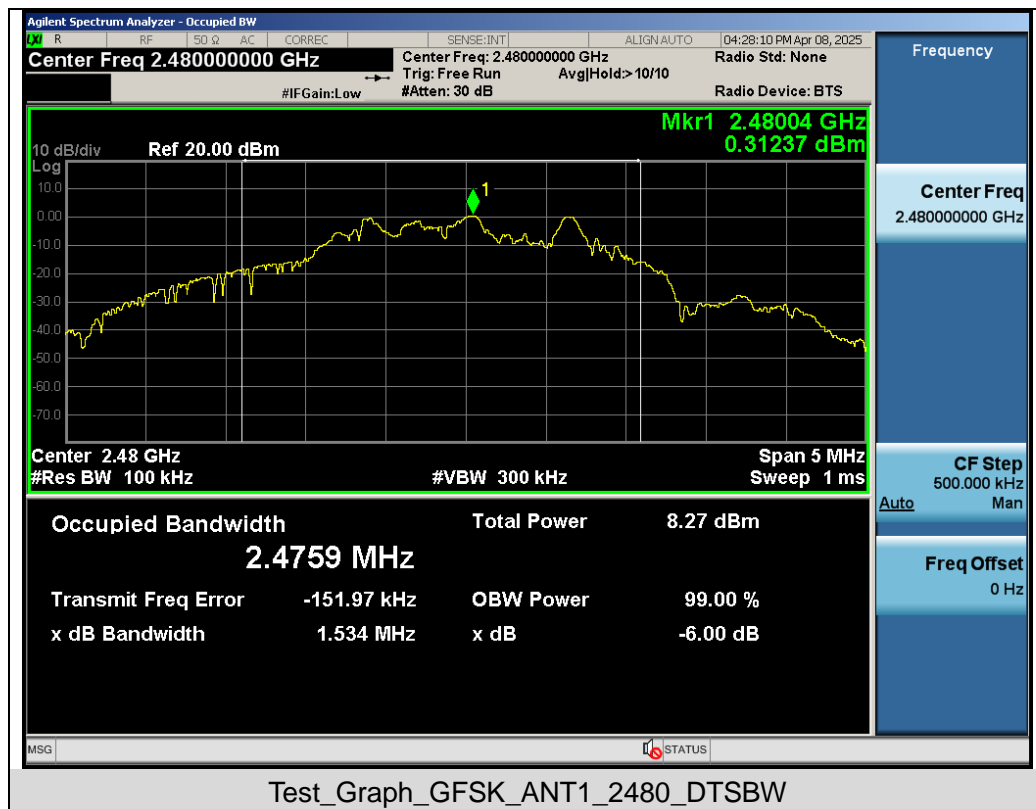 Agilent Spectrum Analyzer - Occupied BW
LXI R RF 50 Ω AC CORREC SENSE:INT ALIGN AUTO 04:28:10 PM Apr 08, 2025
Center Freq 2.480000000 GHz
Center Freq: 2.480000000 GHz
Radio Std: None
Trig: Free Run Avg|Hold:> 10/10
#IFGain:Low
#Atten: 30 dB
Radio Device: BTS
Mkr1 2.48004 GHz
0.31237 dBm
10 dB/div Ref 20.00 dBm
Log
10.0
0.00
-10.0
-20.0
-30.0
-40.0
-50.0
-60.0
-70.0
1
Center 2.48 GHz Span 5 MHz
#Res BW 100 kHz #VBW 300 kHz Sweep 1 ms
Occupied Bandwidth Total Power 8.27 dBm
2.4759 MHz
Transmit Freq Error -151.97 kHz OBW Power 99.00 %
x dB Bandwidth 1.534 MHz x dB -6.00 dB
Frequency
Center Freq
2.480000000 GHz
CF Step
500.000 kHz
Auto Man
Freq Offset
0 Hz
MSG STATUS
Test_Graph_GFSK_ANT1_2480_DTSBW